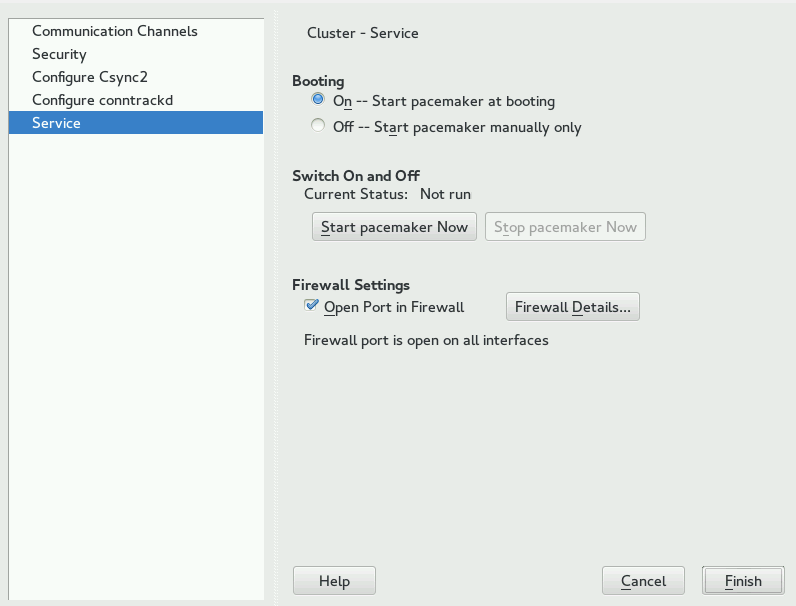 Communication Channels
Security
Configure Csync2
Configure conntrackd
Service
Cluster - Service
Booting
On -- Start pacemaker at booting
Off -- Start pacemaker manually only
Switch On and Off
Current Status: Not run
Start pacemaker Now Stop pacemaker Now
Firewall Settings
Open Port in Firewall Firewall Details...
Firewall port is open on all interfaces
Help Cancel Finish